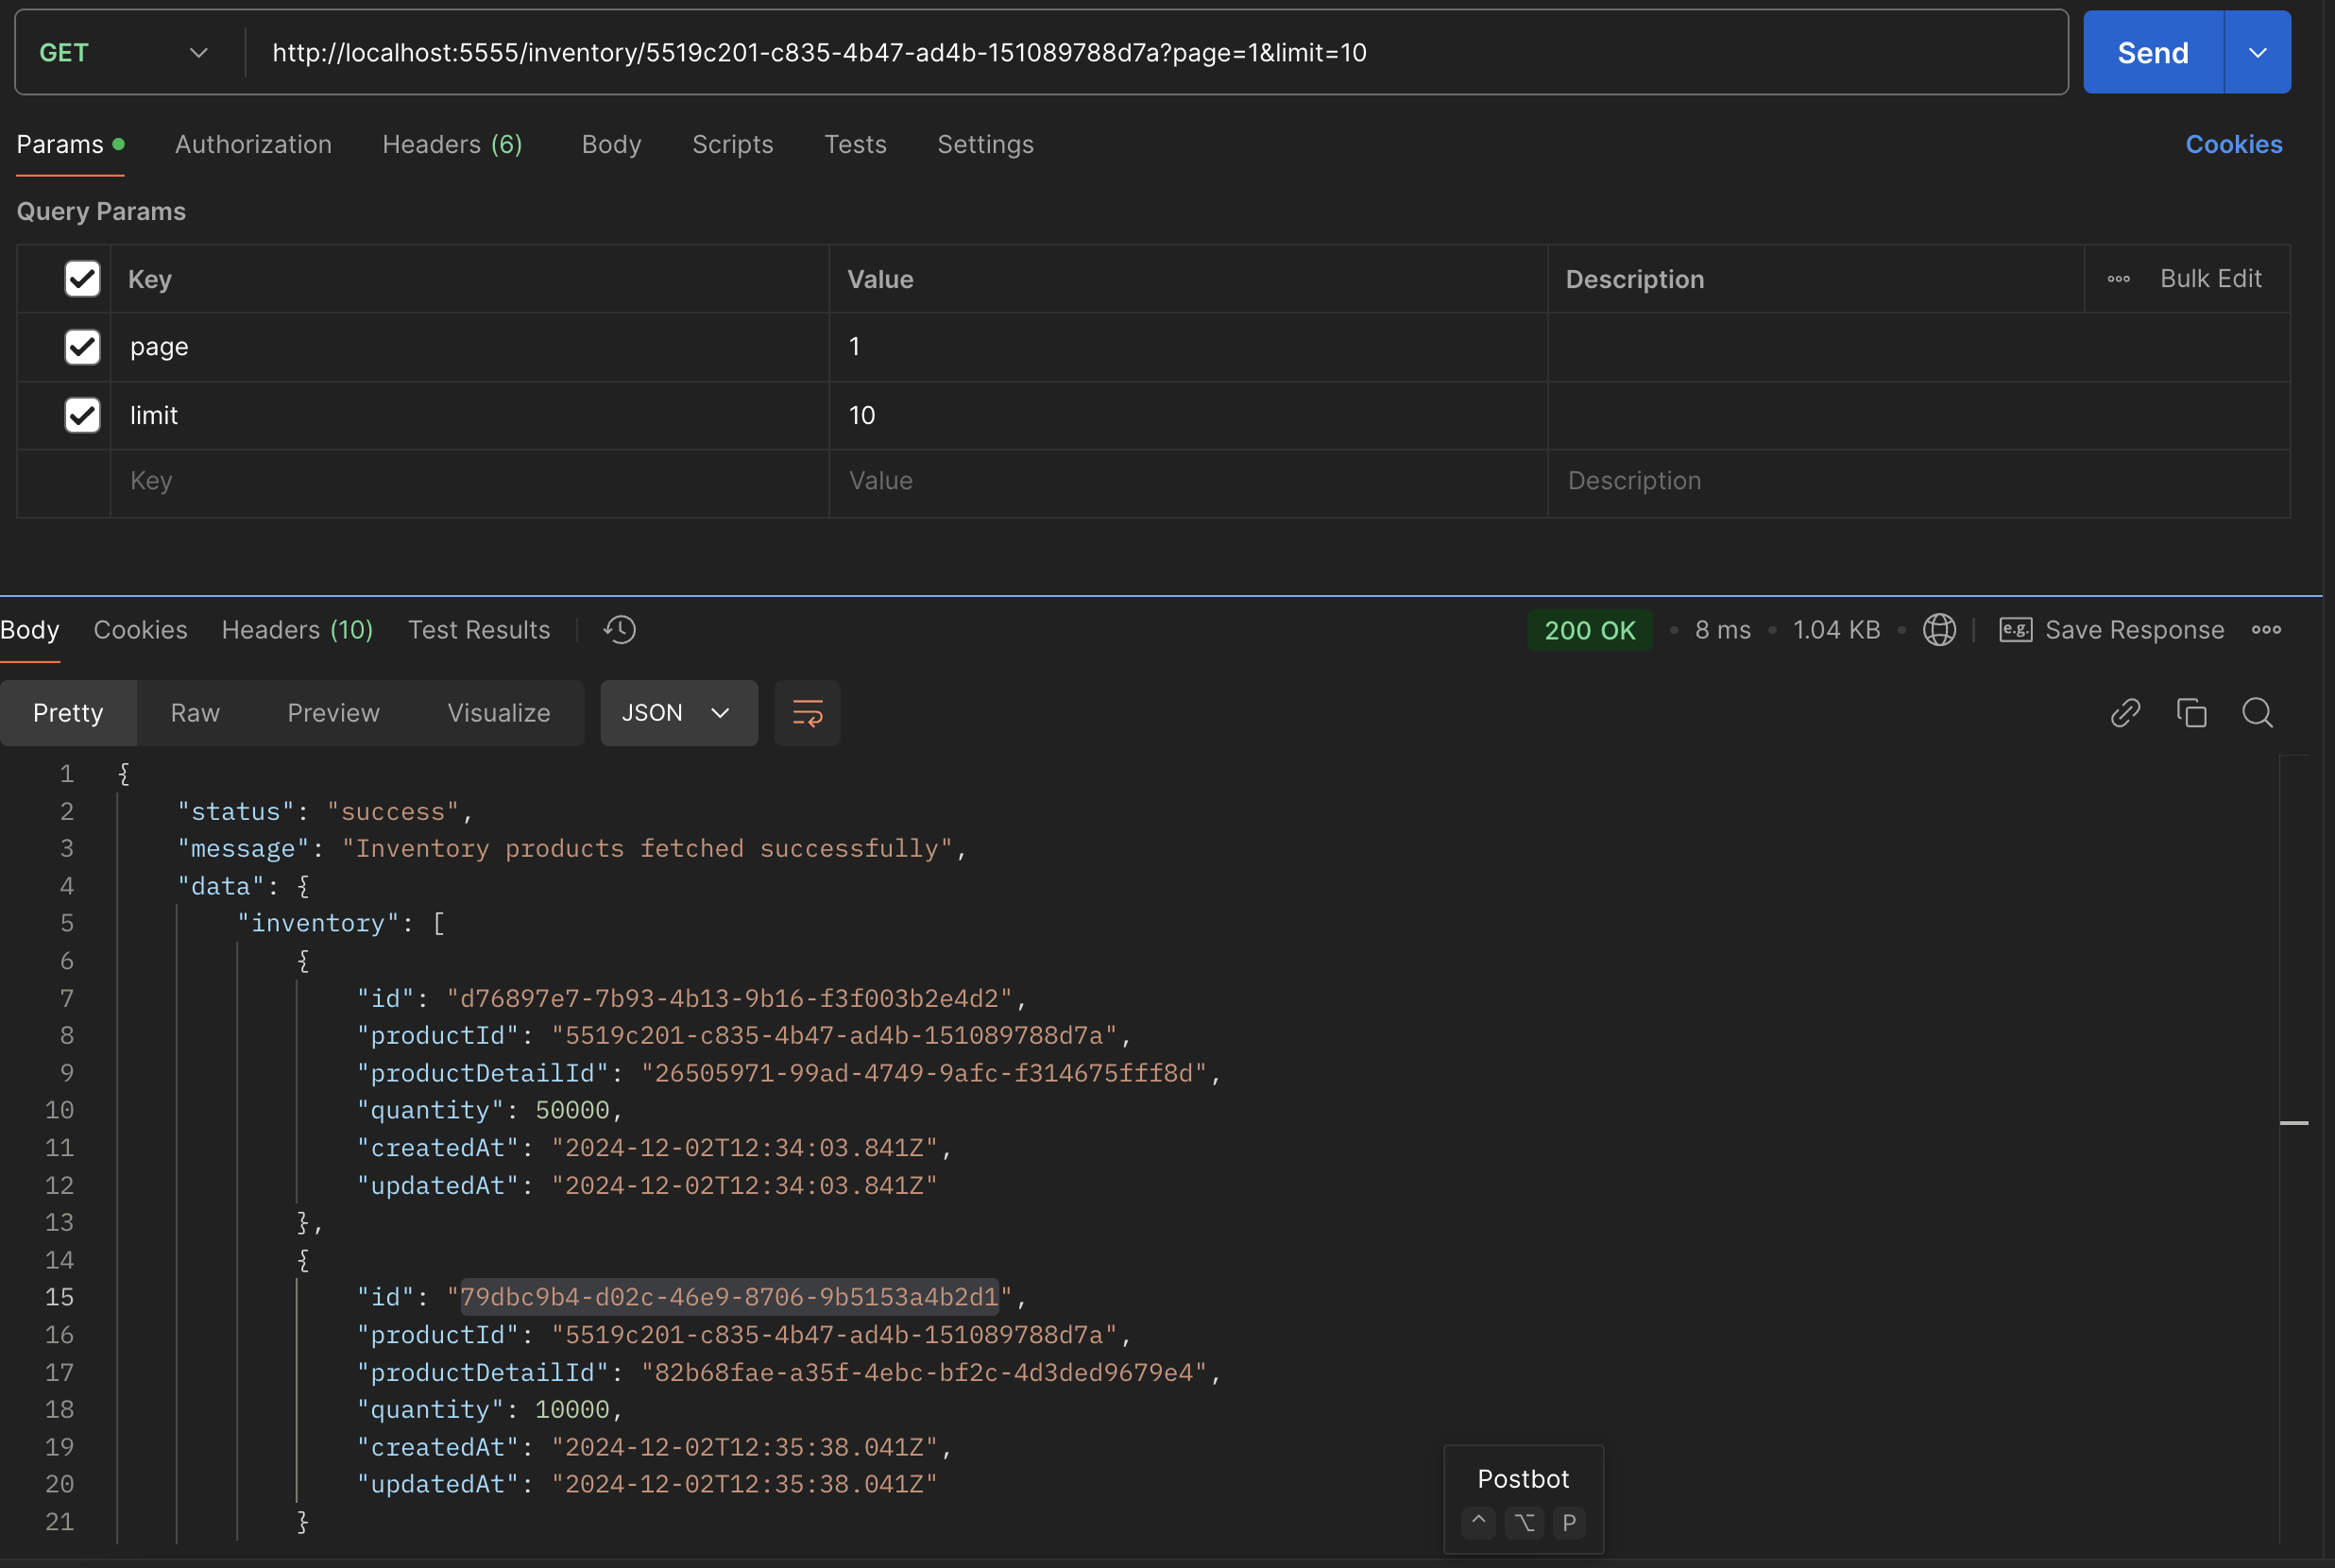 GET http://localhost:5555/inventory/5519c201-c835-4b47-ad4b-151089788d7a?page=1&limit=10 Send
Params Authorization Headers (6) Body Scripts Tests Settings Cookies
Query Params
Key Value Description Bulk Edit
page 1
limit 10
Key Value Description
Body Cookies Headers (10) Test Results 200 OK 8 ms 1.04 KB e.g. Save Response
Pretty Raw Preview Visualize JSON
1 {
2 "status": "success",
3 "message": "Inventory products fetched successfully",
4 "data": {
5 "inventory": [
6 {
7 "id": "d76897e7-7b93-4b13-9b16-f3f003b2e4d2",
8 "productId": "5519c201-c835-4b47-ad4b-151089788d7a",
9 "productDetailId": "26505971-99ad-4749-9afc-f314675fff8d",
10 "quantity": 50000,
11 "createdAt": "2024-12-02T12:34:03.841Z",
12 "updatedAt": "2024-12-02T12:34:03.841Z"
13 },
14 {
15 "id": "79dbc9b4-d02c-46e9-8706-9b5153a4b2d1",
16 "productId": "5519c201-c835-4b47-ad4b-151089788d7a",
17 "productDetailId": "82b68fae-a35f-4ebc-bf2c-4d3ded9679e4",
18 "quantity": 10000,
19 "createdAt": "2024-12-02T12:35:38.041Z",
20 "updatedAt": "2024-12-02T12:35:38.041Z"
21 }
Postbot
^ ⌥ P